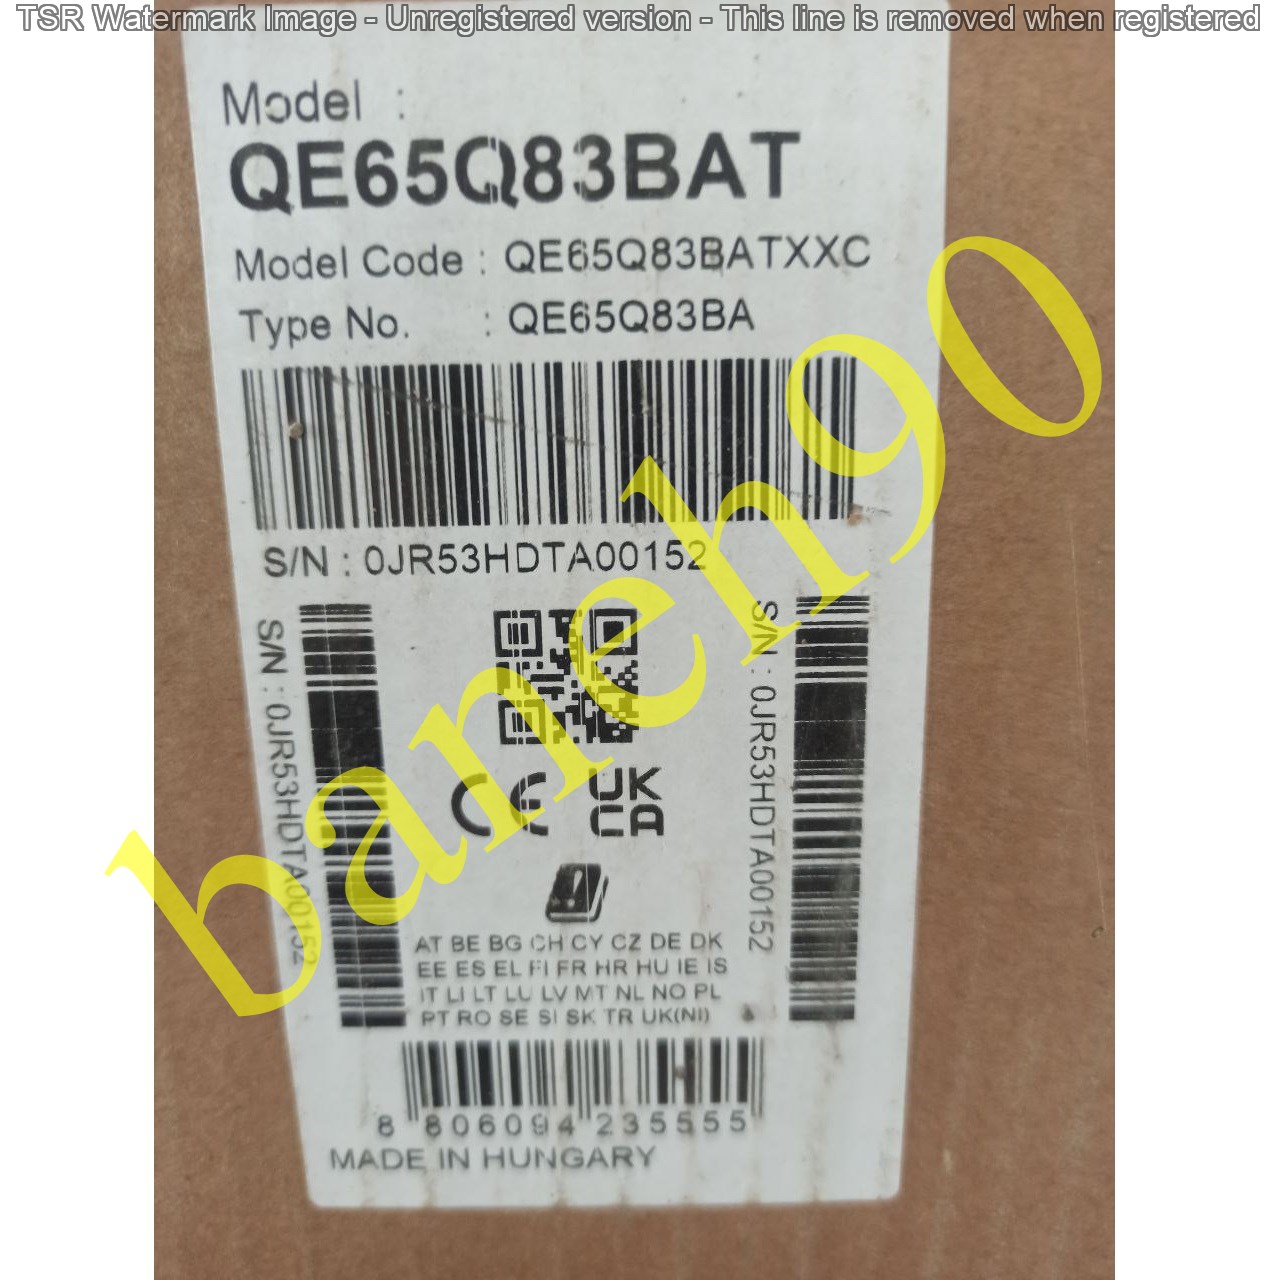 TSR Watermark Image - Unregistered version - This line is removed when registered
Model :
QE65Q83BAT
Model Code : QE65Q83BATXXC
Type No. : QE65Q83BA
S/N : 0JR53HDTA00152
S/N : 0JR53HDTA00152
S/N : 0JR53HDTA00152
baneh90
CE
UK
CA
AT BE BG CH CY CZ DE DK
EE ES EL FI FR HR HU IE IS
IT LI LT LU LV MT NL NO PL
PT RO SE SI SK TR UK(NI)
8 806094 235555
MADE IN HUNGARY